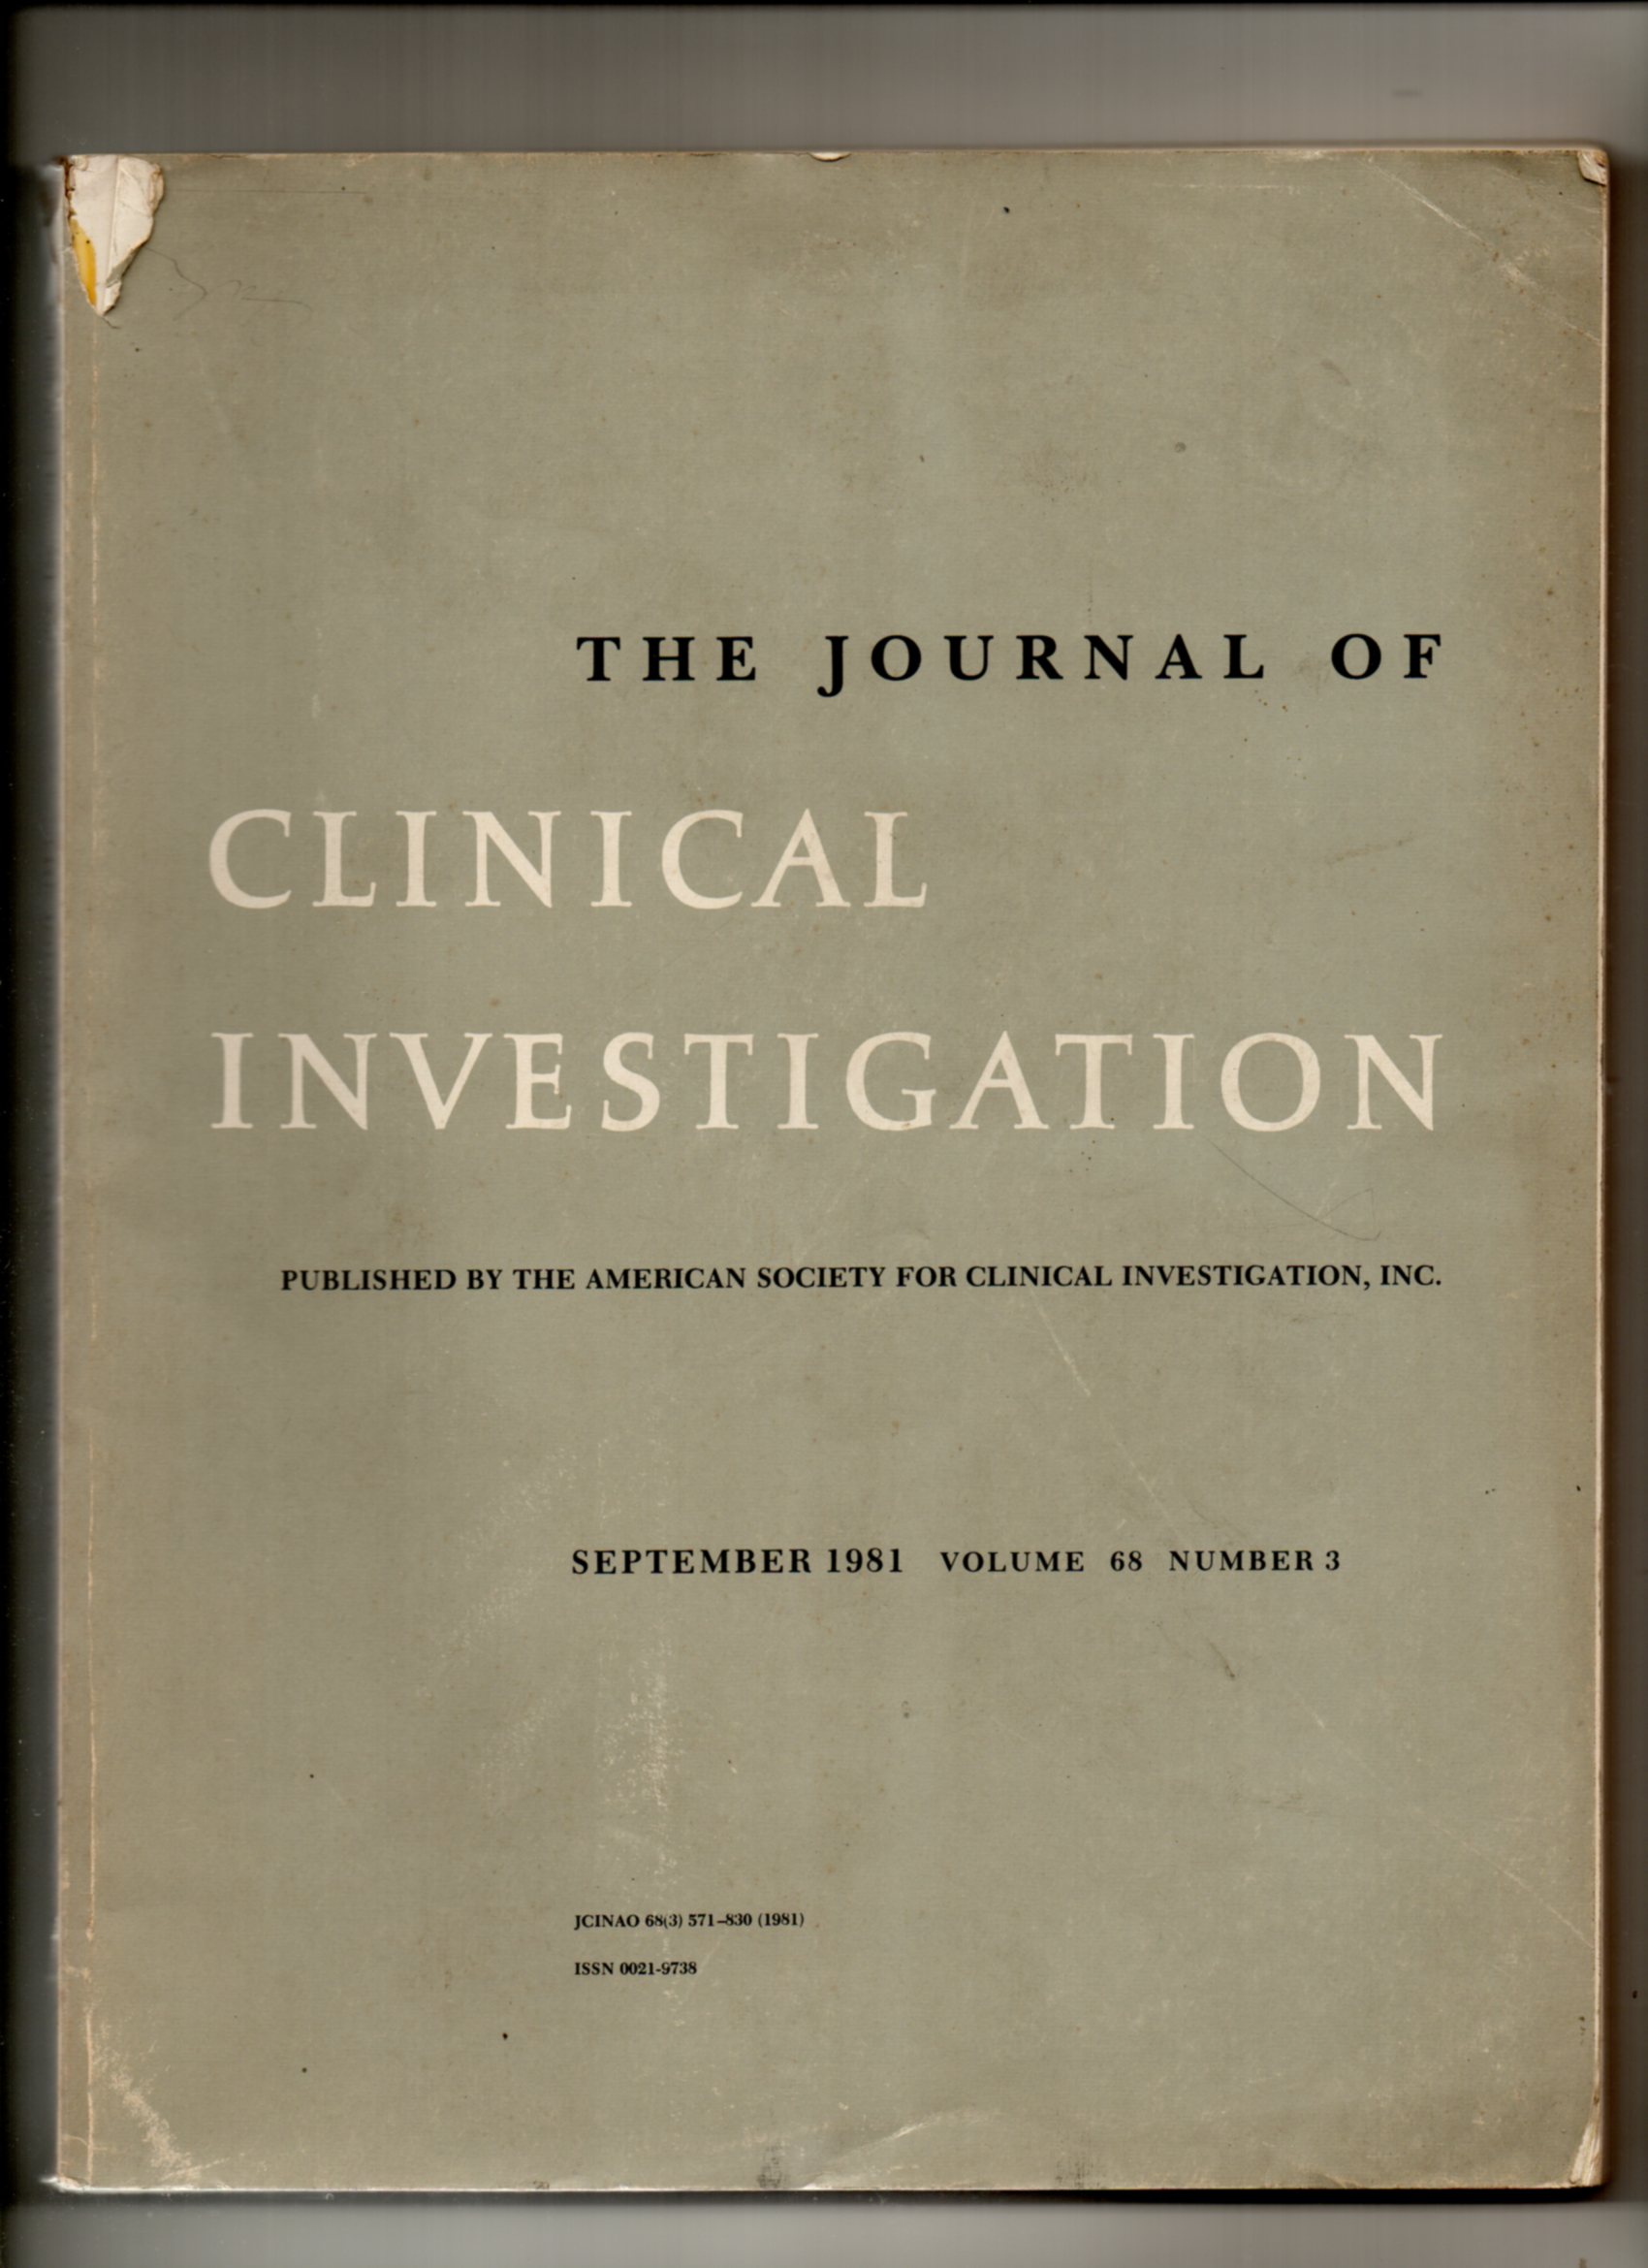 THE JOURNAL OF
CLINICAL
INVESTIGATION
PUBLISHED BY THE AMERICAN SOCIETY FOR CLINICAL INVESTIGATION, INC.
SEPTEMBER 1981 VOLUME 68 NUMBER 3
JCINAO 68(3) 571–830 (1981)
ISSN 0021-9738